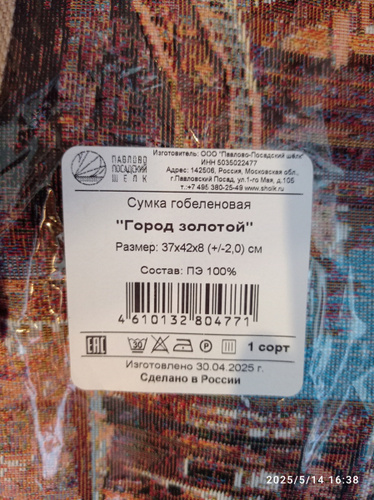 ПАВЛОВО
ПОСАДСКИЙ
ШЕЛК
Изготовитель: ООО "Павлово-Посадский шёлк"
ИНН 5035022477
Адрес: 142506, Россия, Московская обл.,
г.Павловский Посад, ул.1-го Мая, д.105
т.:+7 495 380-25-49 www.sholk.ru
Сумка гобеленовая
"Город золотой"
Размер: 37х42х8 (+/-2,0) см
Состав: ПЭ 100%
4 610132 804771
EAC 30 P 1 сорт
Изготовлено 30.04.2025 г.
Сделано в России
2025/5/14 16:38